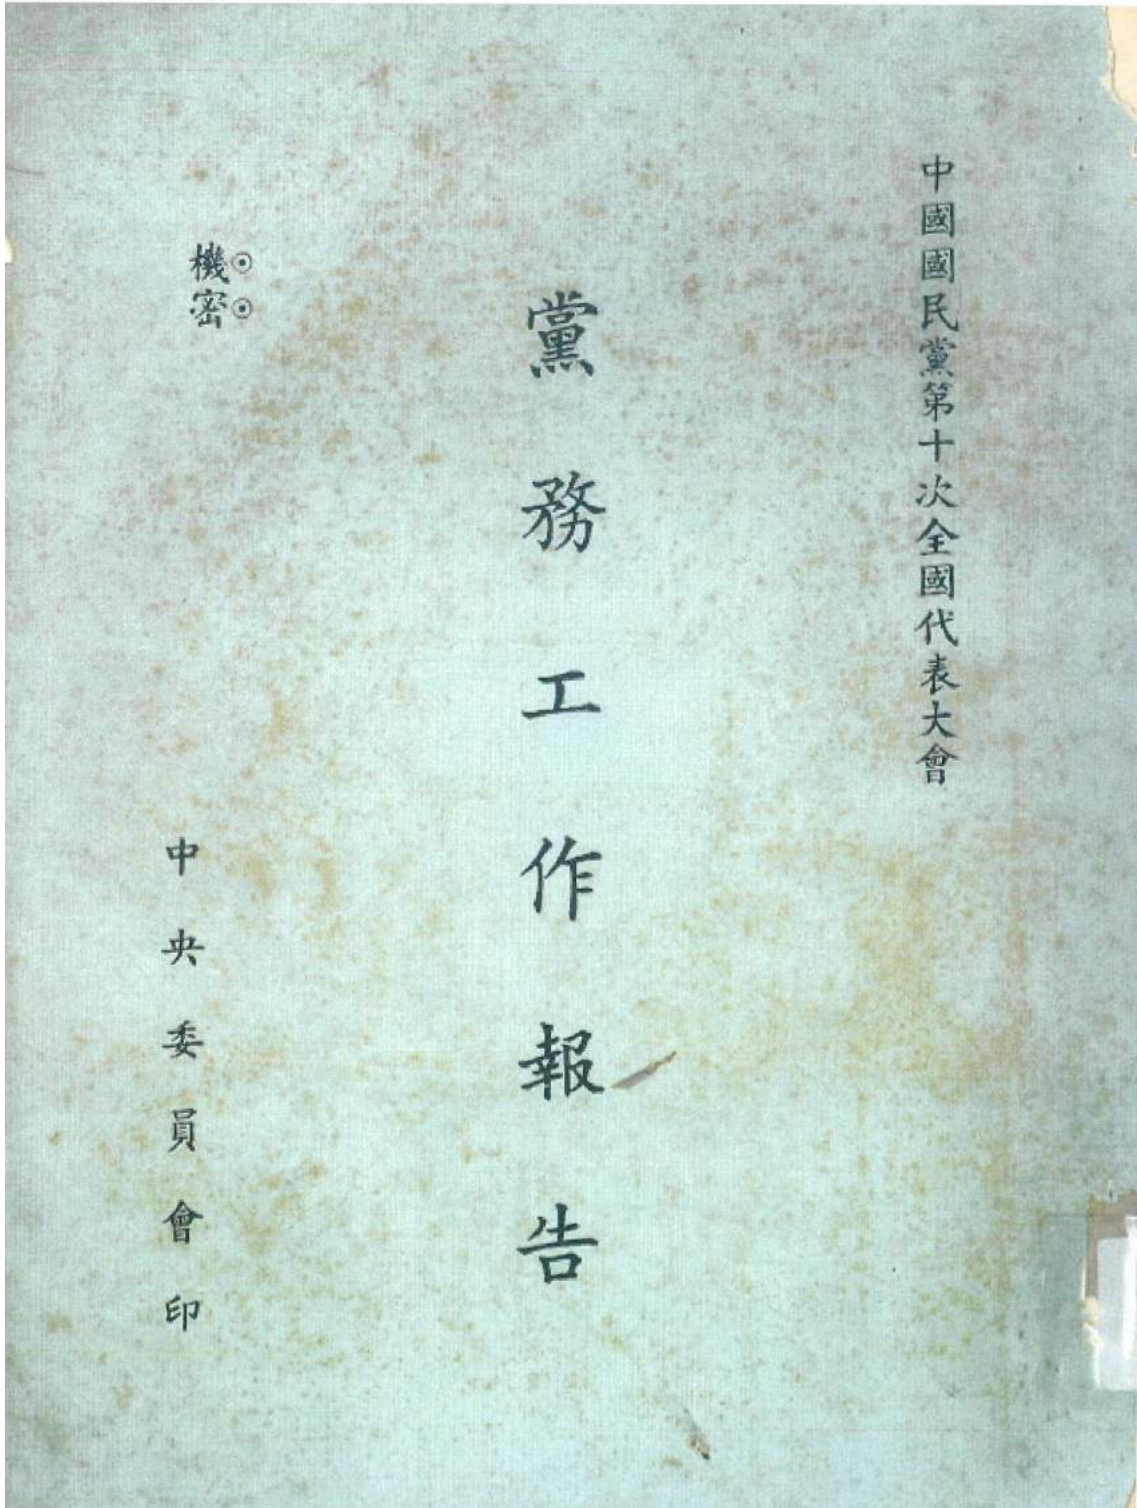 中國國民黨第十次全國代表大會
黨務工作報告
機密
中央委員會印